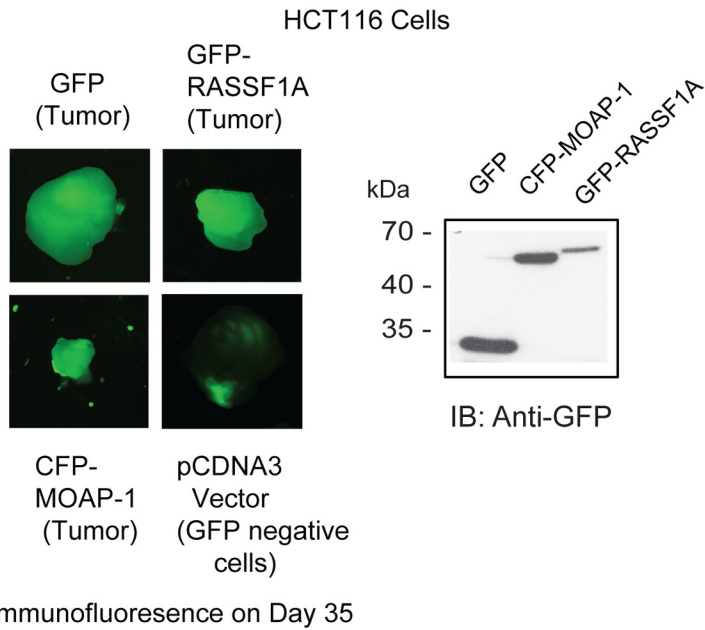 HCT116 Cells
GFP
(Tumor)
GFP-
RASSF1A
(Tumor)
CFP-
MOAP-1
(Tumor)
pCDNA3
Vector
(GFP negative
cells)
mmunofluoresence on Day 35
kDa
GFP
CFP-MOAP-1
GFP-RASSF1A
70 -
40 -
35 -
IB: Anti-GFP